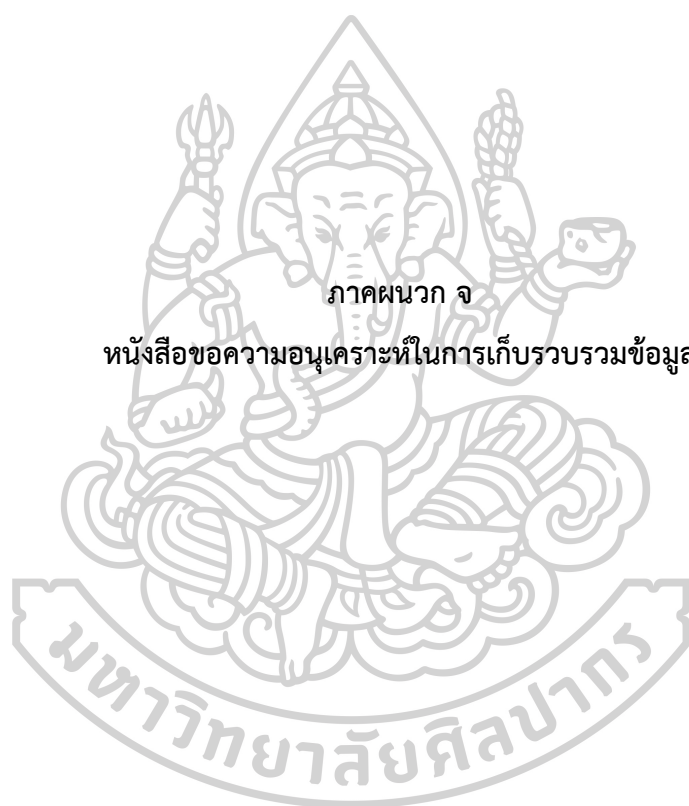 ภาคผนวก จ
หนังสือขอความอนุเคราะห์ในการเก็บรวบรวมข้อมูล
มหาวิทยาลัยศิลปากร